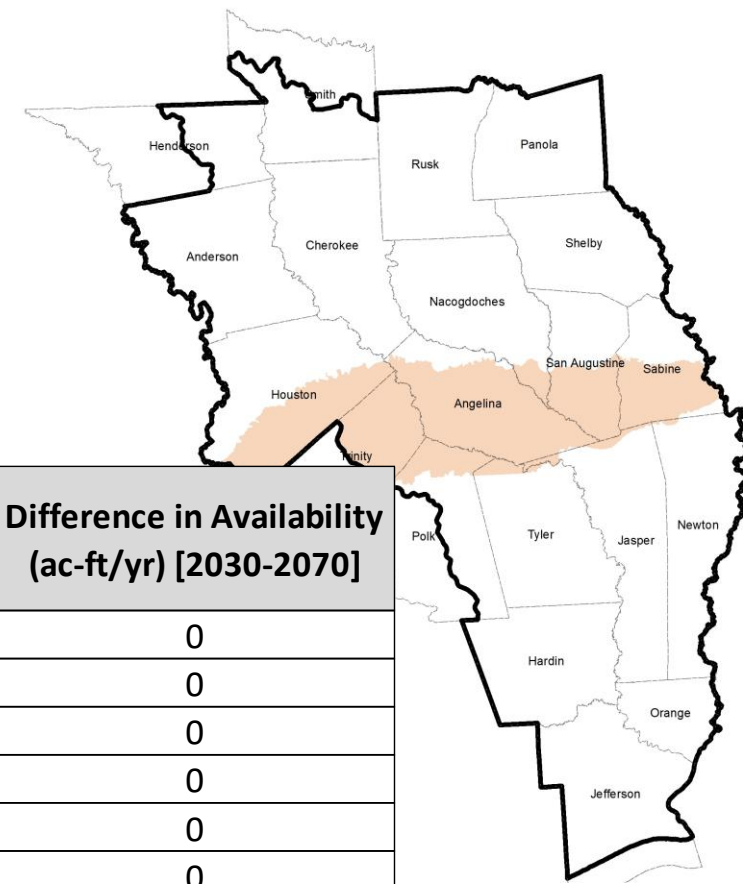 Smith
Henderson
Rusk
Panola
Anderson
Cherokee
Shelby
Nacogdoches
San Augustine
Sabine
Houston
Angelina
Trinity
Difference in Availability
(ac-ft/yr) [2030-2070]
0
0
0
0
0
0
Polk
Tyler
Jasper
Newton
Hardin
Orange
Jefferson